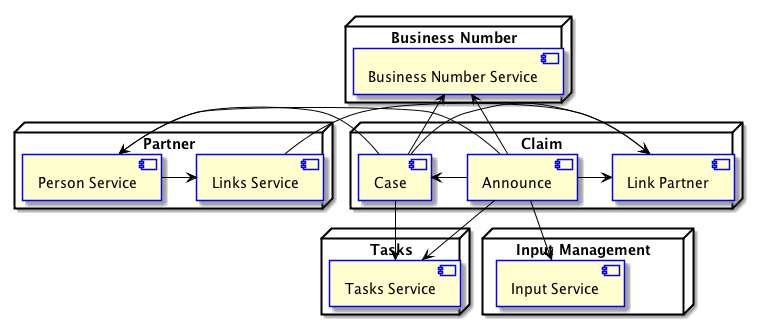 Business Number
Business Number Service
Partner
Claim
Person Service
Links Service
Case
Announce
Link Partner
Tasks
Input Management
Tasks Service
Input Service